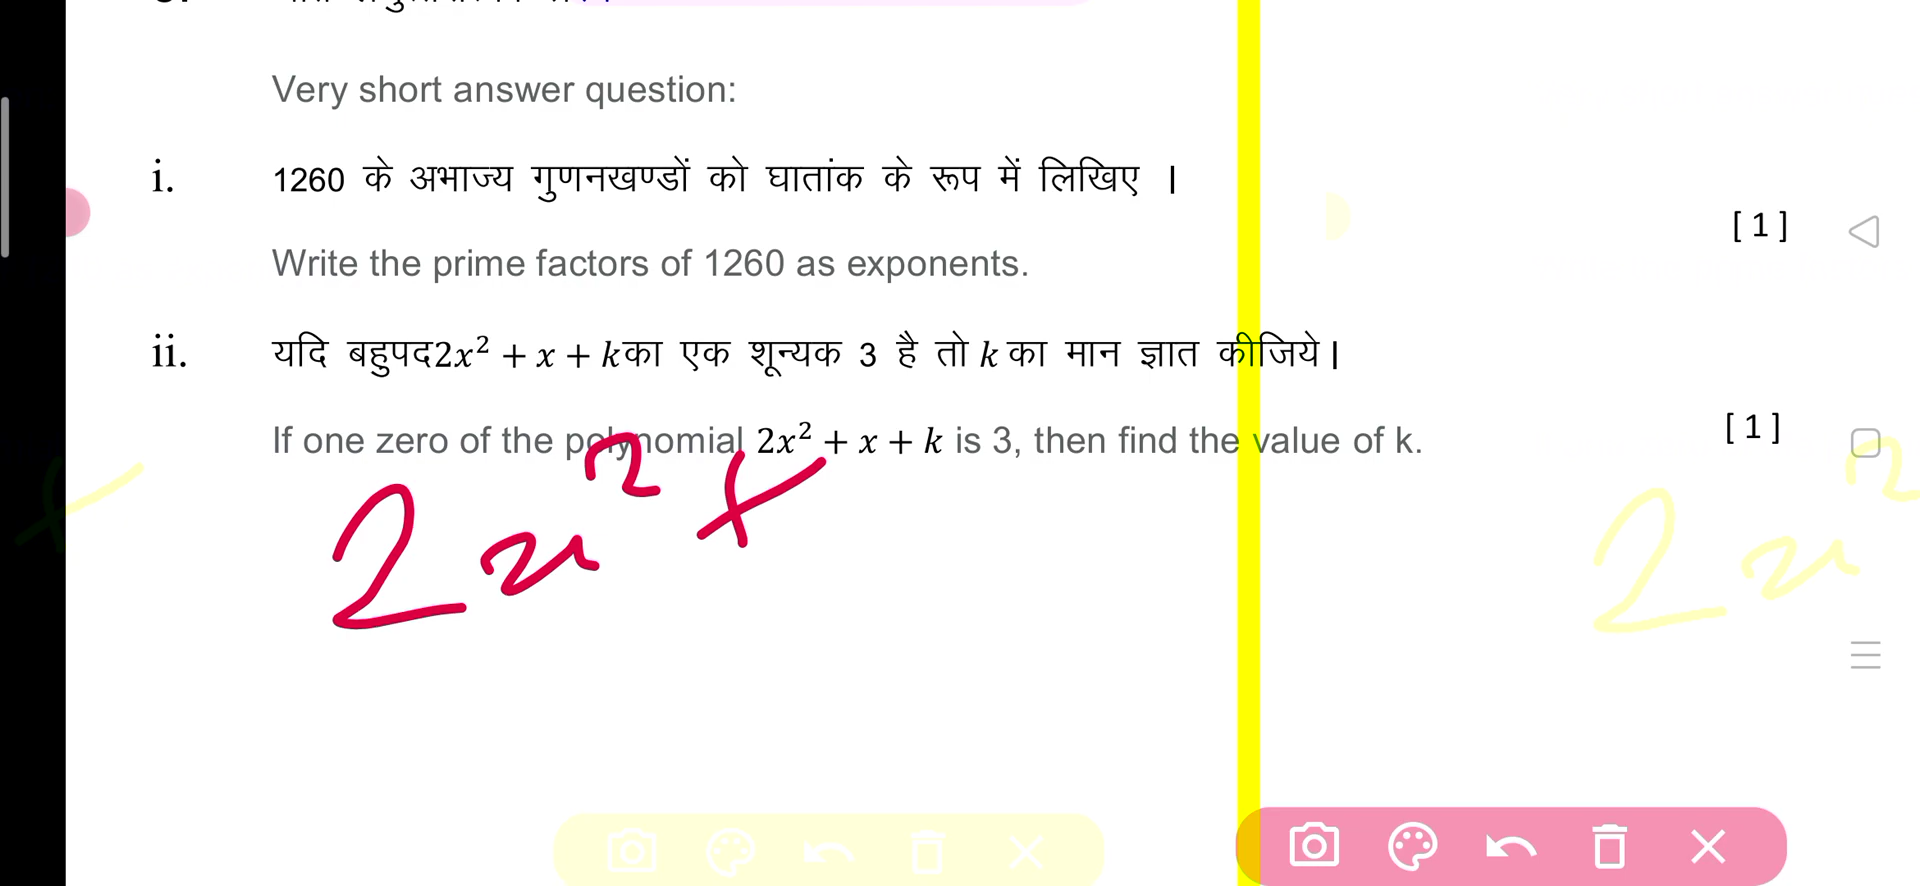 Very short answer question:
i. 1260 के अभाज्य गुणनखण्डों को घातांक के रूप में लिखिए ।
[1]
Write the prime factors of 1260 as exponents.
ii. यदि बहुपद2x² + x + kका एक शून्यक 3 है तो k का मान ज्ञात कीजिये।
If one zero of the polynomial 2x² + x + k is 3, then find the value of k. [1]
2x² +